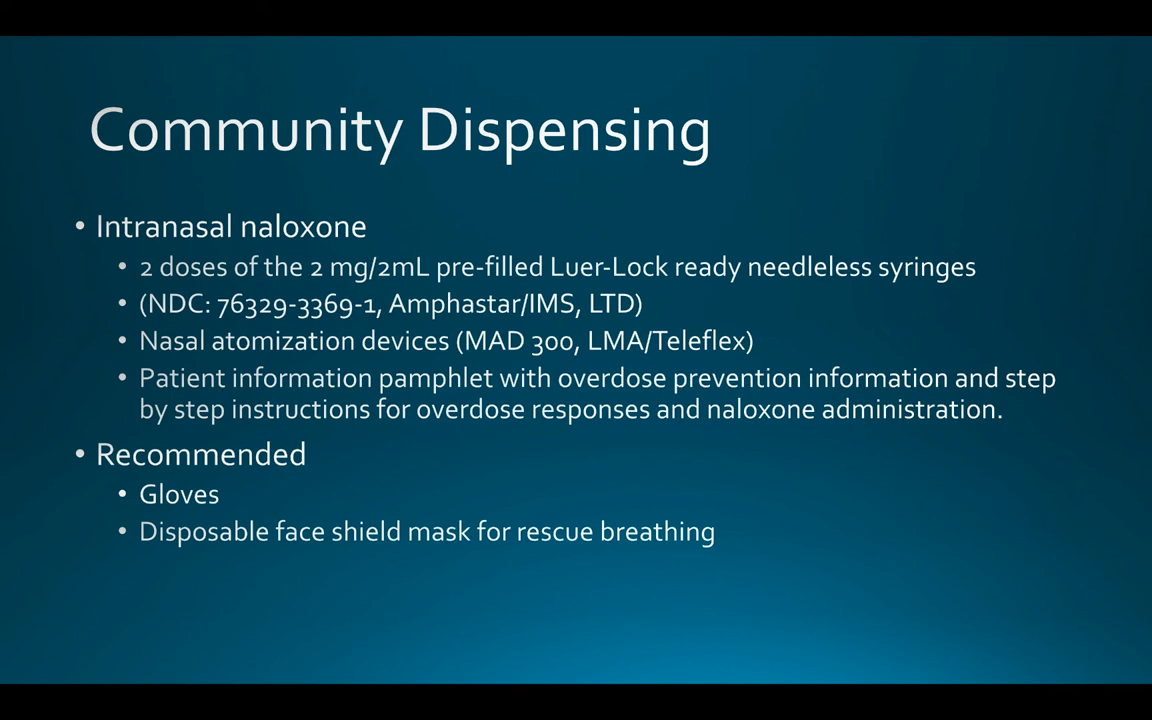 Community Dispensing
• Intranasal naloxone
• 2 doses of the 2 mg/2mL pre-filled Luer-Lock ready needleless syringes
• (NDC: 76329-3369-1, Amphastar/IMS, LTD)
• Nasal atomization devices (MAD 300, LMA/Teleflex)
• Patient information pamphlet with overdose prevention information and step
by step instructions for overdose responses and naloxone administration.
• Recommended
• Gloves
• Disposable face shield mask for rescue breathing